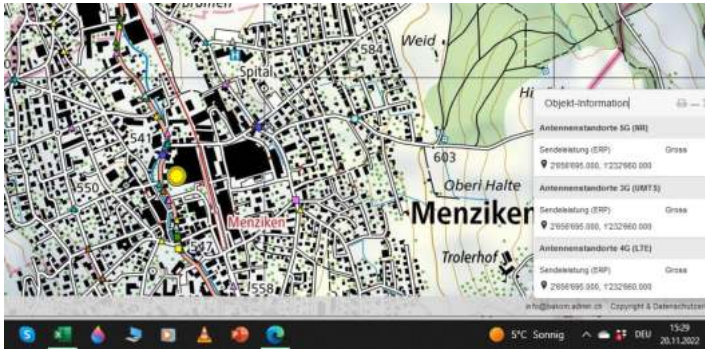 Brumen
584
Weid
Spital
541
603
550
Oberi Halte
Menziken
Menziken
547
Trolerhof
558
Objekt-Information
Antennenstandorte 5G (NR)
Sendeleistung (ERP) Gross
2'656'695.000, 1'232'660.000
Antennenstandorte 3G (UMTS)
Sendeleistung (ERP) Gross
2'656'695.000, 1'232'660.000
Antennenstandorte 4G (LTE)
Sendeleistung (ERP) Gross
2'656'695.000, 1'232'660.000
info@bakom.admin.ch Copyright & Datenschutzer
5°C Sonnig DEU 15:29
20.11.2022